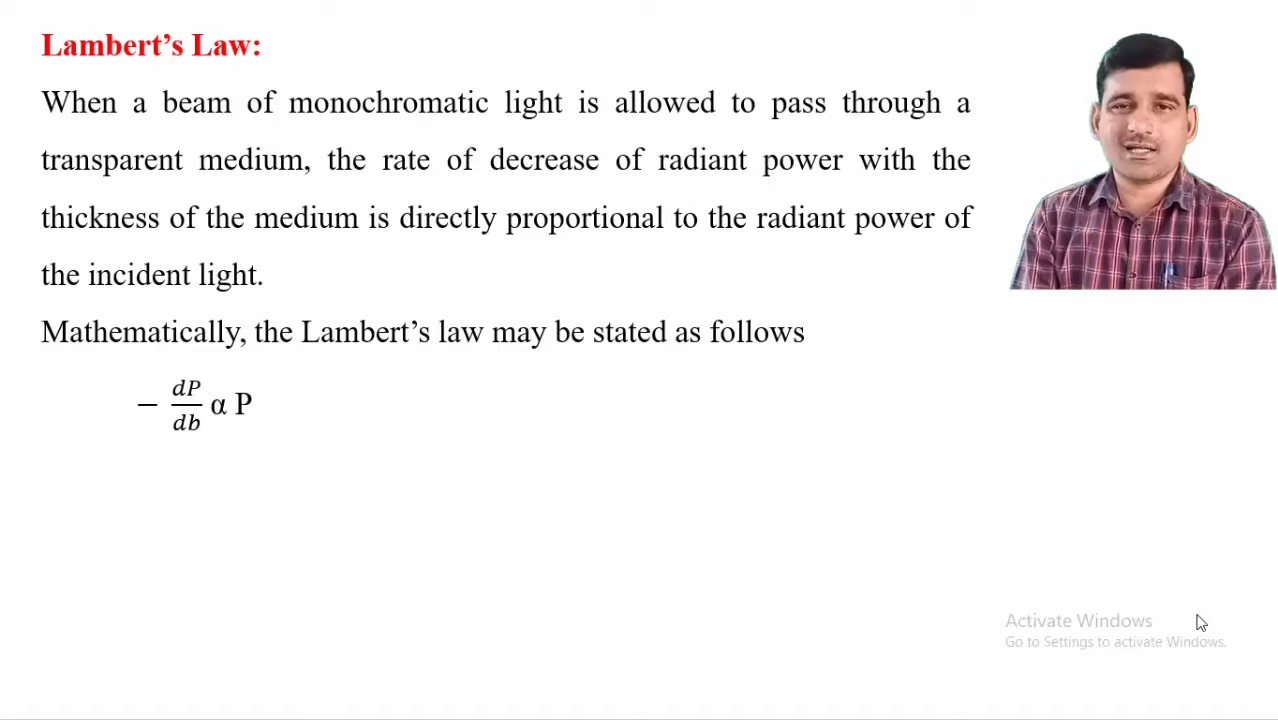 Lambert’s Law:
When a beam of monochromatic light is allowed to pass through a
transparent medium, the rate of decrease of radiant power with the
thickness of the medium is directly proportional to the radiant power of
the incident light.
Mathematically, the Lambert’s law may be stated as follows
− dP/db α P
Activate Windows
Go to Settings to activate Windows.